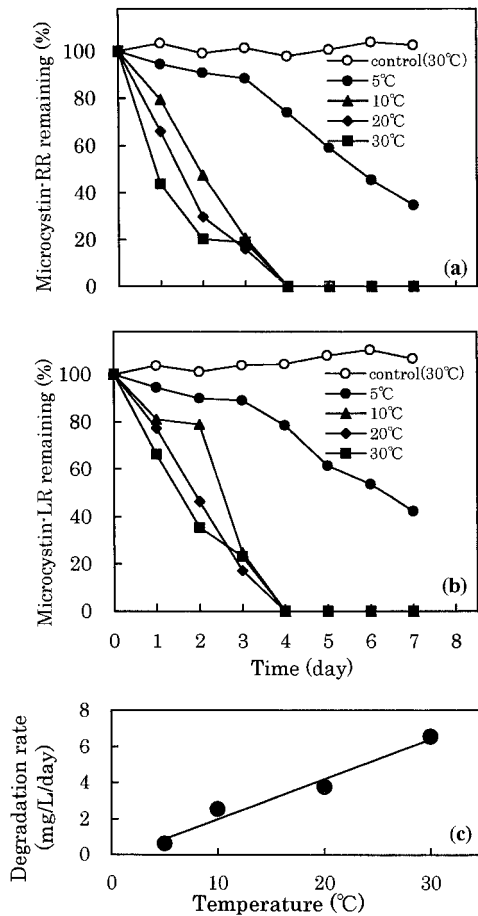 100
80
60
40
20
0
Microcystin-RR remaining (%)
control(30℃)
5℃
10℃
20℃
30℃
(a)
100
80
60
40
20
0
Microcystin-LR remaining (%)
control(30℃)
5℃
10℃
20℃
30℃
(b)
0 1 2 3 4 5 6 7 8
Time (day)
8
6
4
2
0
Degradation rate
(mg/L/day)
(c)
0 10 20 30
Temperature (℃)